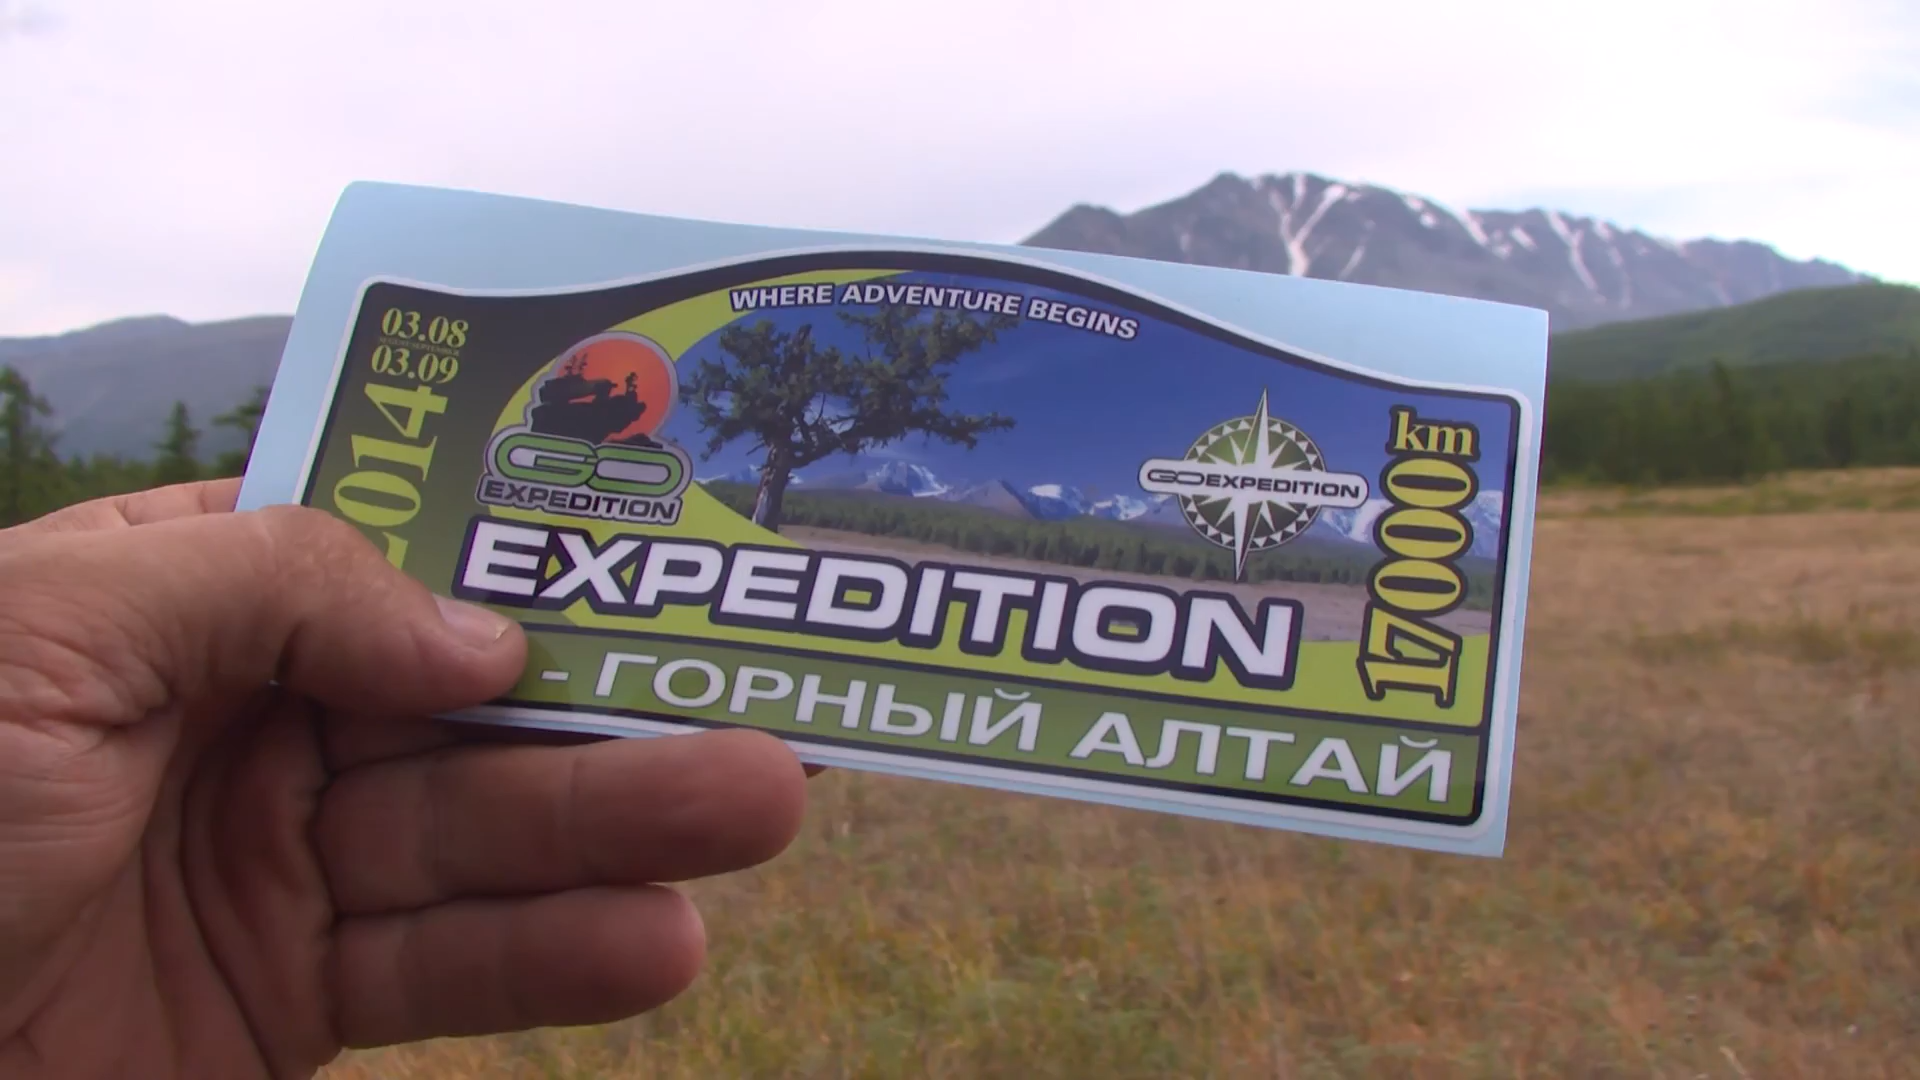 WHERE ADVENTURE BEGINS
03.08
03.09
2014
GO
EXPEDITION
GOEXPEDITION
km
17000
EXPEDITION
- ГОРНЫЙ АЛТАЙ